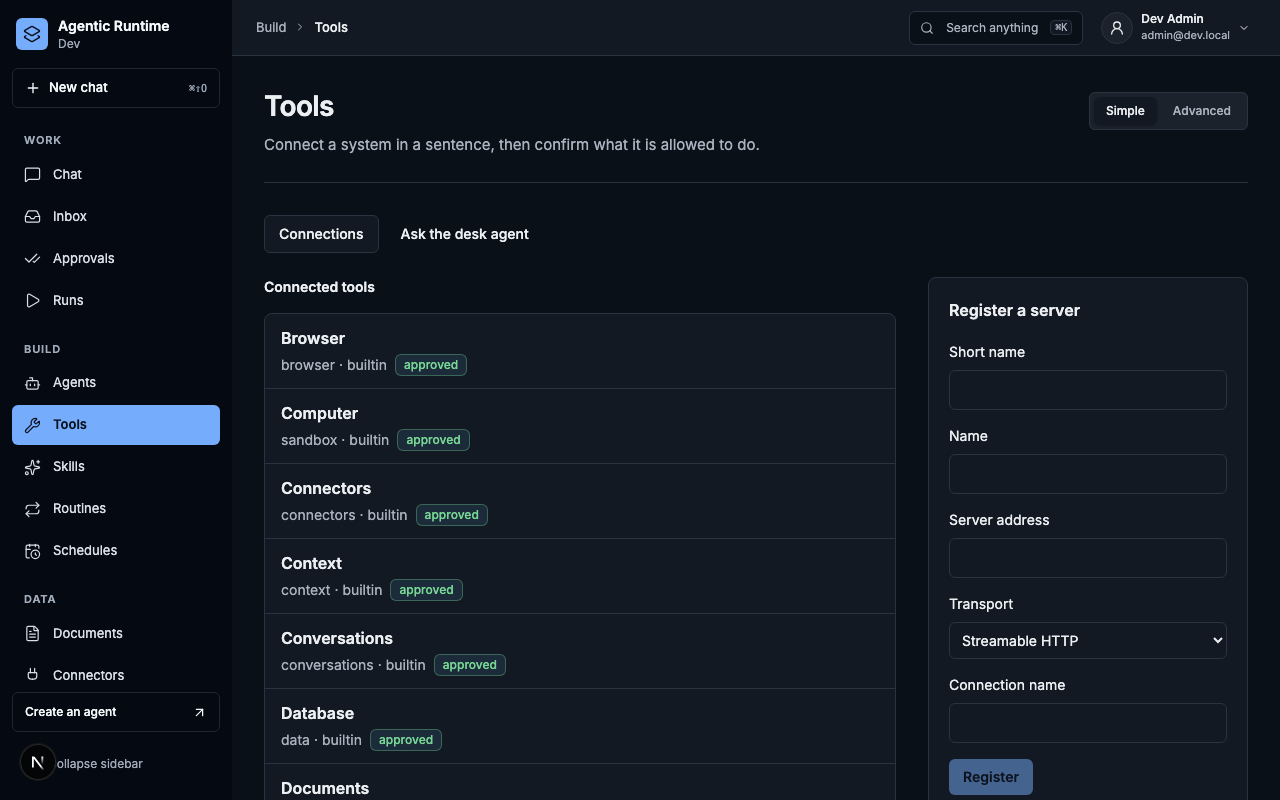 Agentic Runtime
Dev
New chat
⌘⇧O
WORK
Chat
Inbox
Approvals
Runs
BUILD
Agents
Tools
Skills
Routines
Schedules
DATA
Documents
Connectors
Create an agent
N
ollapse sidebar
Build
Tools
Search anything
⌘K
Dev Admin
admin@dev.local
Tools
Connect a system in a sentence, then confirm what it is allowed to do.
Simple
Advanced
Connections
Ask the desk agent
Connected tools
Browser
browser · builtin approved
Computer
sandbox · builtin approved
Connectors
connectors · builtin approved
Context
context · builtin approved
Conversations
conversations · builtin approved
Database
data · builtin approved
Documents
Register a server
Short name
Name
Server address
Transport
Streamable HTTP
Connection name
Register